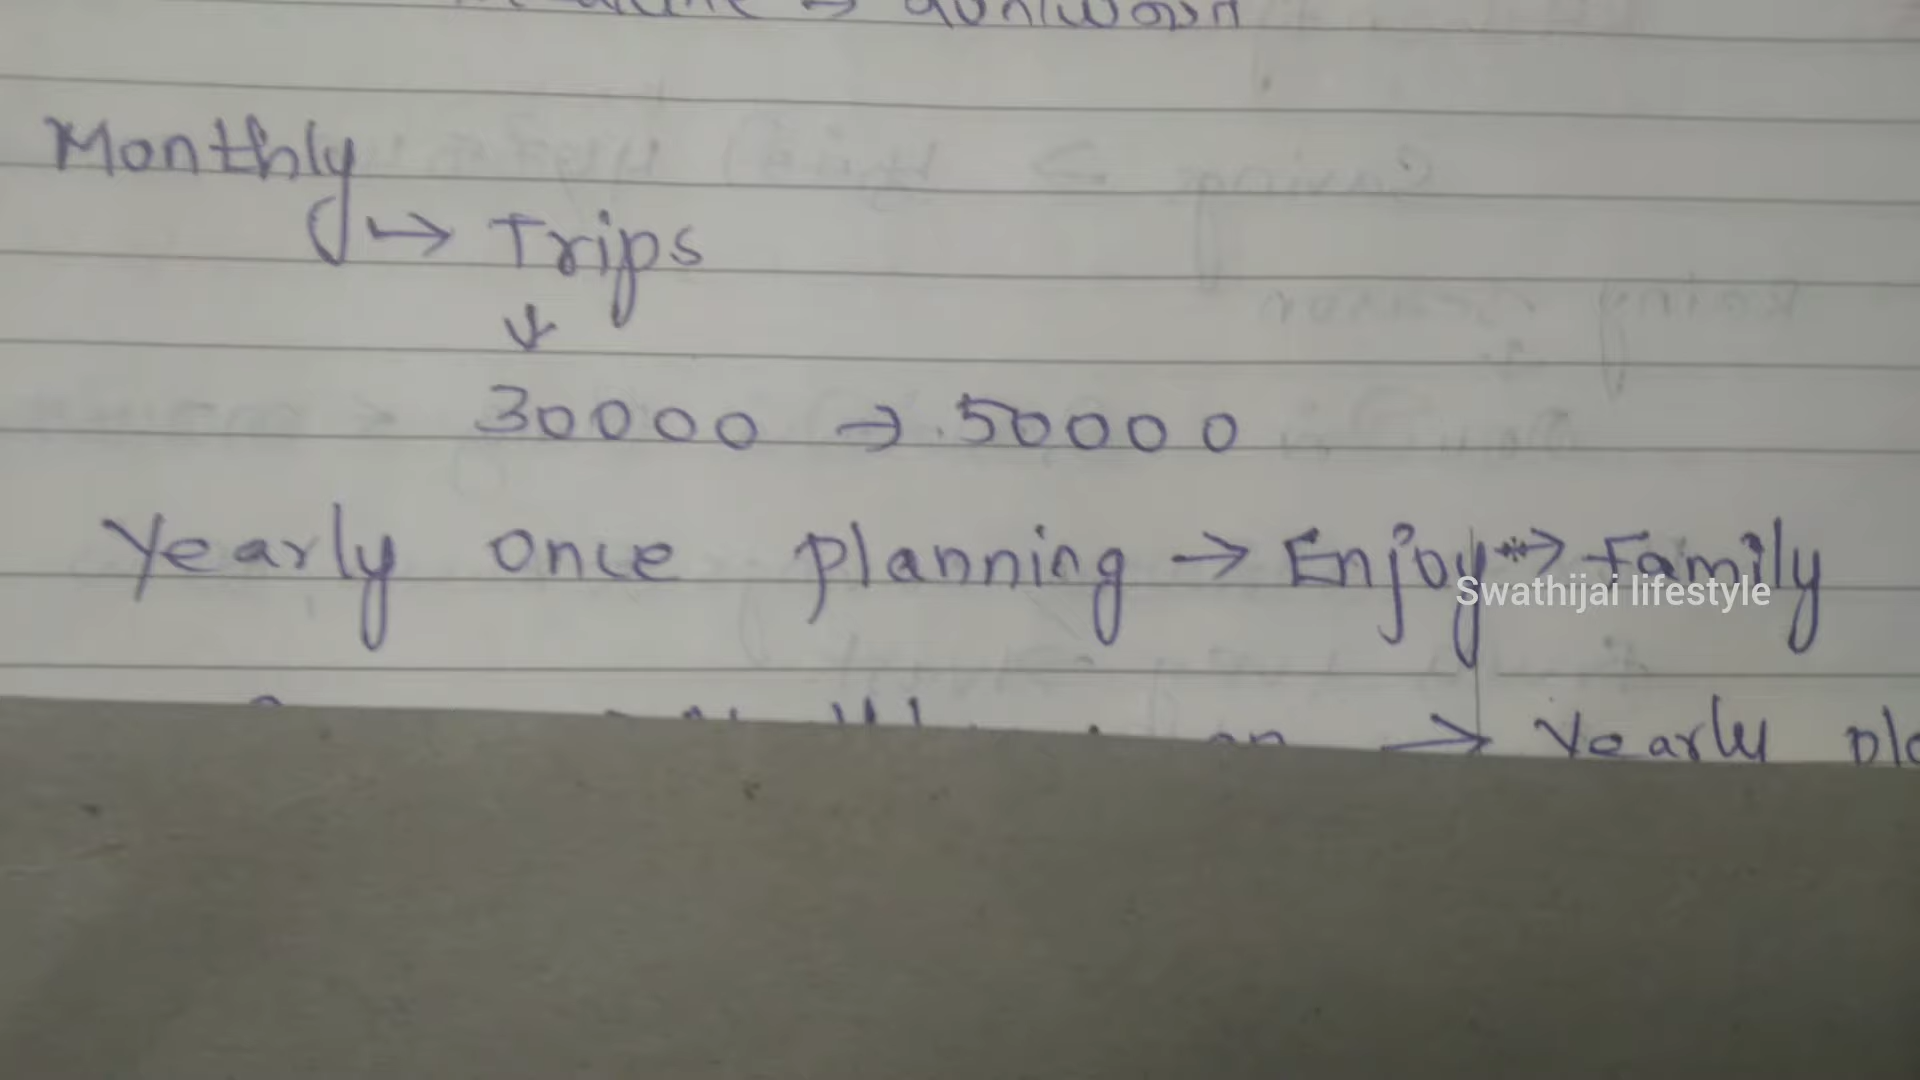 Monthly
→ Trips
↓
30000 → 50000
Yearly once planning → Enjoy → Family
Swathijai lifestyle
→ Yearly